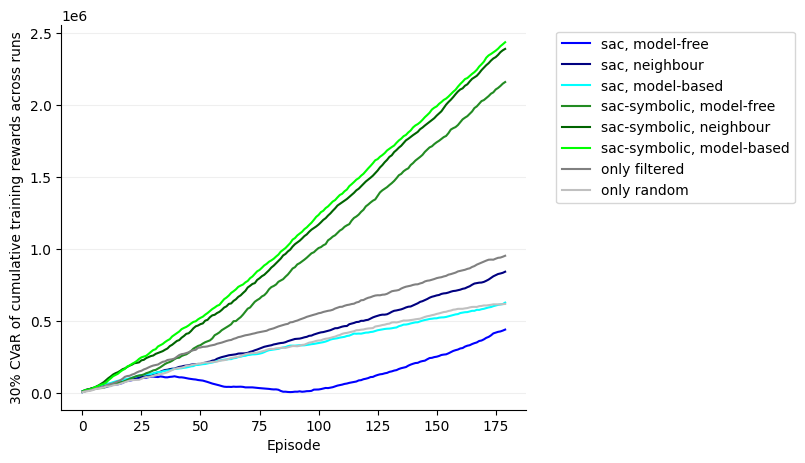 1e6
2.5
2.0
1.5
1.0
0.5
0.0
30% CVaR of cumulative training rewards across runs
0
25
50
75
100
125
150
175
Episode
sac, model-free
sac, neighbour
sac, model-based
sac-symbolic, model-free
sac-symbolic, neighbour
sac-symbolic, model-based
only filtered
only random